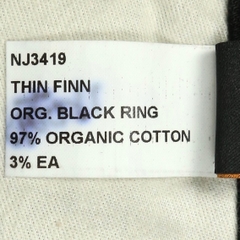 NJ3419
THIN FINN
ORG. BLACK RING
97% ORGANIC COTTON
3% EA